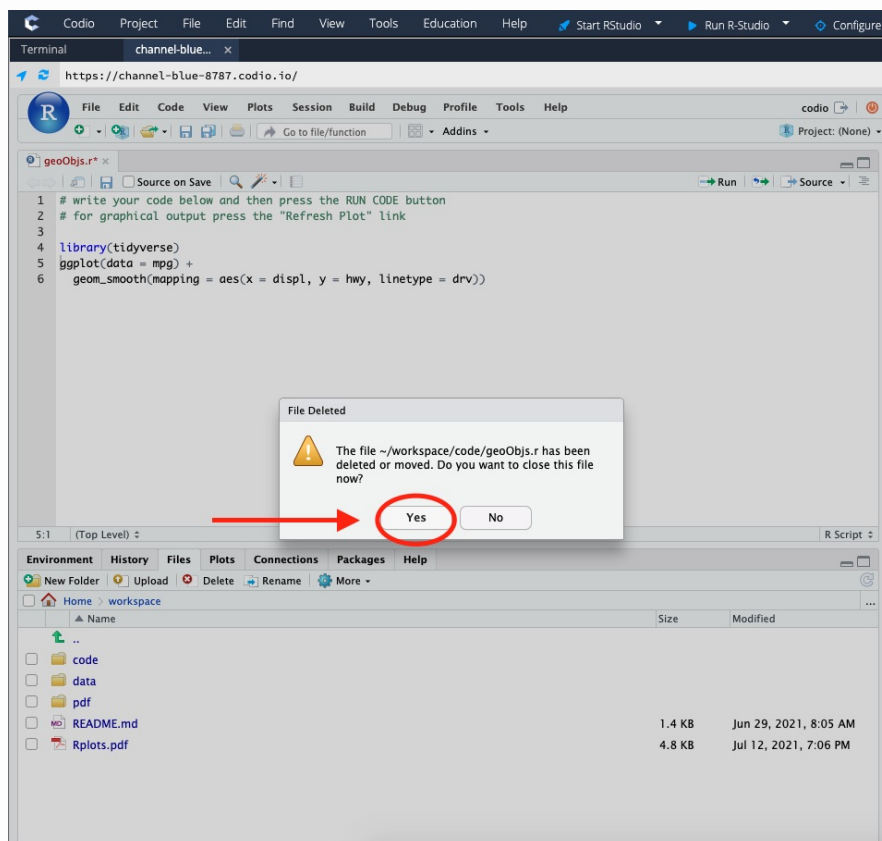 Codio Project File Edit Find View Tools Education Help Start RStudio Run R-Studio Configure
Terminal channel-blue... ×
https://channel-blue-8787.codio.io/
R File Edit Code View Plots Session Build Debug Profile Tools Help codio
Go to file/function Addins Project: (None)
geoObjs.r* ×
Source on Save Run Source
1 # write your code below and then press the RUN CODE button
2 # for graphical output press the "Refresh Plot" link
3
4 library(tidyverse)
5 ggplot(data = mpg) +
6 geom_smooth(mapping = aes(x = displ, y = hwy, linetype = drv))
File Deleted
The file ~/workspace/code/geoObjs.r has been
deleted or moved. Do you want to close this file
now?
Yes No
5:1 (Top Level) R Script
Environment History Files Plots Connections Packages Help
New Folder Upload Delete Rename More
Home workspace ...
Name Size Modified
..
code
data
pdf
MD README.md 1.4 KB Jun 29, 2021, 8:05 AM
Rplots.pdf 4.8 KB Jul 12, 2021, 7:06 PM